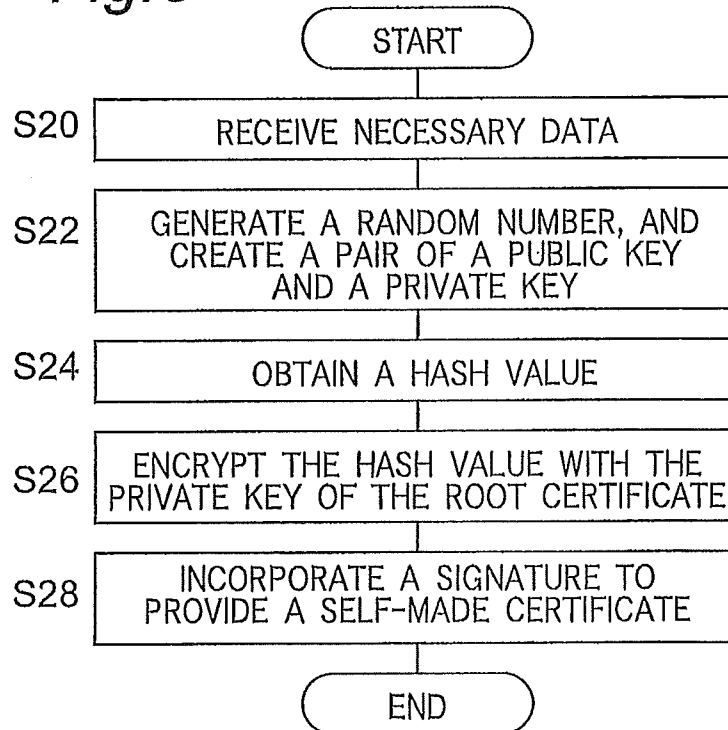 START
S20
RECEIVE NECESSARY DATA
S22
GENERATE A RANDOM NUMBER, AND
CREATE A PAIR OF A PUBLIC KEY
AND A PRIVATE KEY
S24
OBTAIN A HASH VALUE
S26
ENCRYPT THE HASH VALUE WITH THE
PRIVATE KEY OF THE ROOT CERTIFICATE
S28
INCORPORATE A SIGNATURE TO
PROVIDE A SELF-MADE CERTIFICATE
END